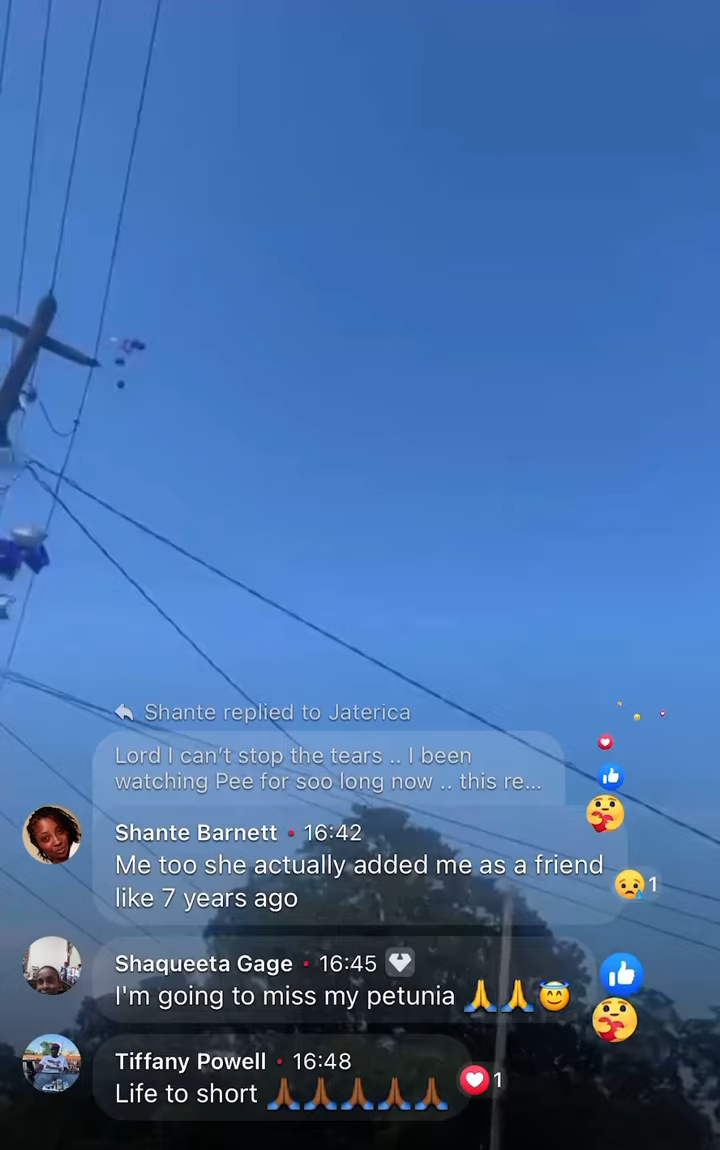 Shante replied to Jaterica
Lord I can't stop the tears .. I been
watching Pee for soo long now .. this re...
Shante Barnett • 16:42
Me too she actually added me as a friend
like 7 years ago
1
Shaqueeta Gage • 16:45
I'm going to miss my petunia 🙏🙏😇
Tiffany Powell • 16:48
Life to short 🙏🏾🙏🏾🙏🏾🙏🏾🙏🏾
1